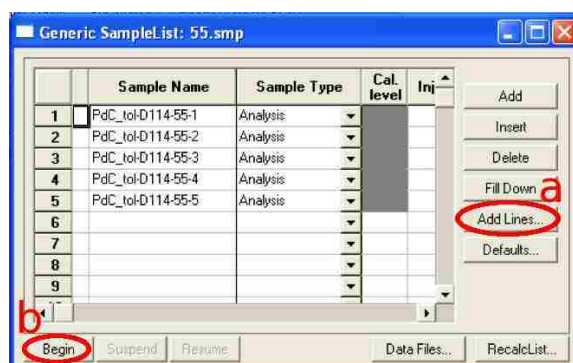 Generic SampleList: 55.smp
Sample Name Sample Type Cal. level Inj
1 PdC_tol-D114-55-1 Analysis
2 PdC_tol-D114-55-2 Analysis
3 PdC_tol-D114-55-3 Analysis
4 PdC_tol-D114-55-4 Analysis
5 PdC_tol-D114-55-5 Analysis
6
7
8
9
Add
Insert
Delete
Fill Down
a
Add Lines...
Defaults...
b
Begin Suspend Resume Data Files... RecalcList...